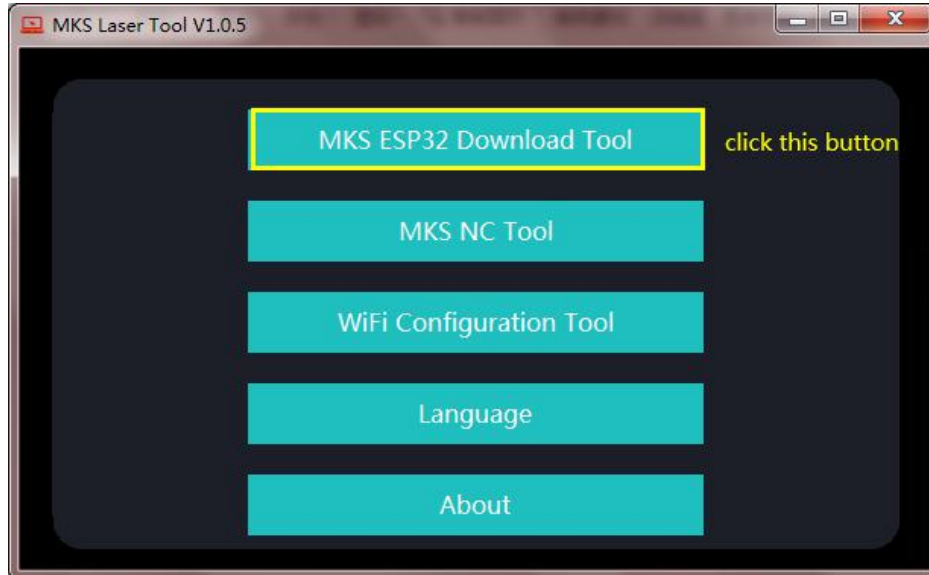 MKS Laser Tool V1.0.5
MKS ESP32 Download Tool
click this button
MKS NC Tool
WiFi Configuration Tool
Language
About